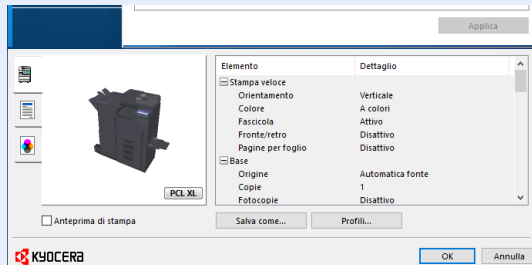 Applica
Elemento Dettaglio
Stampa veloce
Orientamento Verticale
Colore A colori
Fascicola Attivo
Fronte/retro Disattivo
Pagine per foglio Disattivo
Base
Origine Automatica fonte
Copie 1
Fotocopie Disattivo
PCL XL
Anteprima di stampa Salva come... Profili...
KYOCERA OK Annulla